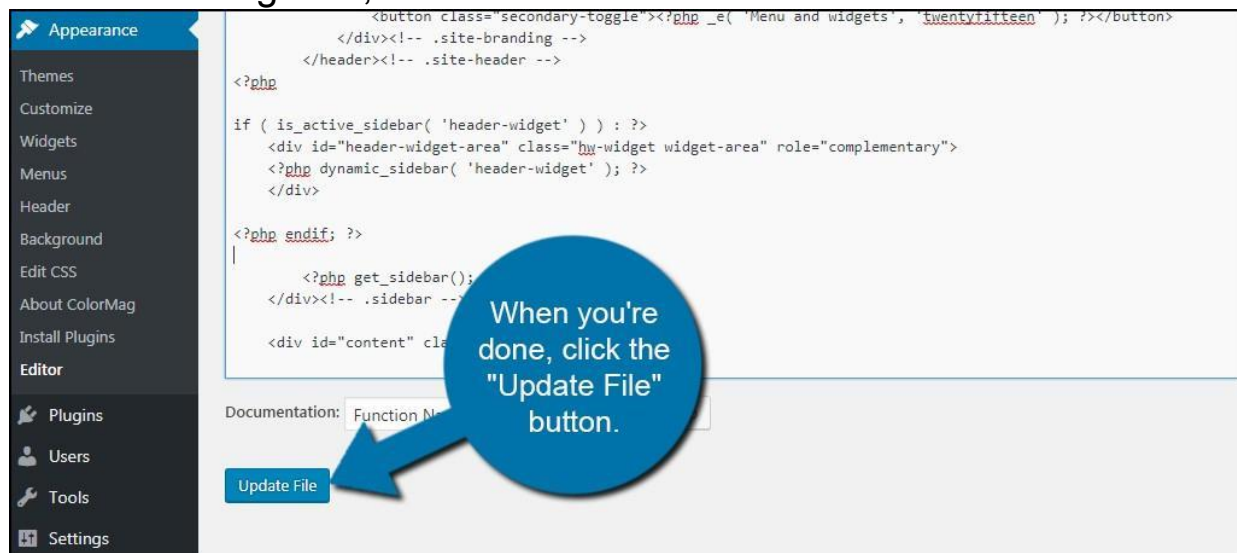 Appearance
Themes
Customize
Widgets
Menus
Header
Background
Edit CSS
About ColorMag
Install Plugins
Editor
Plugins
Users
Tools
Settings
<button class="secondary-toggle"><?php _e( 'Menu and widgets', 'twentyfifteen' ); ?></button>
</div><!-- .site-branding -->
</header><!-- .site-header -->
<?php
if ( is_active_sidebar( 'header-widget' ) ) : ?>
<div id="header-widget-area" class="hw-widget widget-area" role="complementary">
<?php dynamic_sidebar( 'header-widget' ); ?>
</div>
<?php endif; ?>
<?php get_sidebar();
</div><!-- .sidebar --
<div id="content" cla
Documentation: Function
Update File
When you're
done, click the
"Update File"
button.